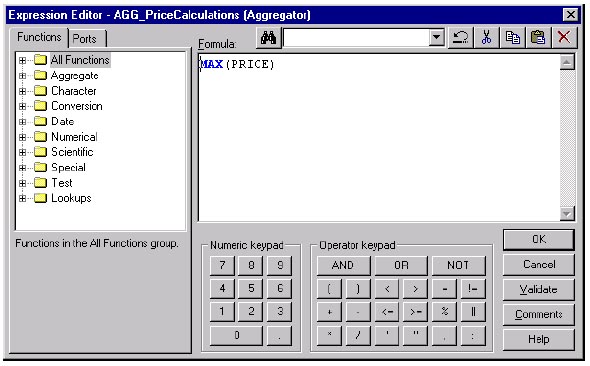 Expression Editor - AGG_PriceCalculations (Aggregator)
Functions Ports
Formula:
MAX(PRICE)
All Functions
Aggregate
Character
Conversion
Date
Numerical
Scientific
Special
Test
Lookups
Functions in the All Functions group.
Numeric keypad
7 8 9
4 5 6
1 2 3
0 .
Operator keypad
AND OR NOT
( ) < > = !=
+ - <= >= % ||
* / ' " . :
OK
Cancel
Validate
Comments
Help